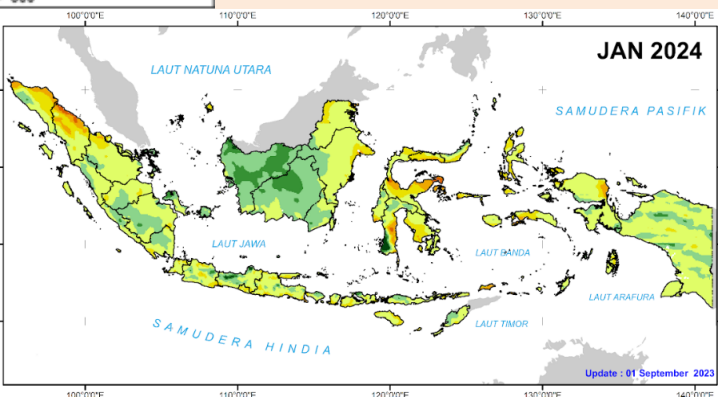 100°0'0"E 110°0'0"E 120°0'0"E 130°0'0"E 140°0'0"E
JAN 2024
LAUT NATUNA UTARA
SAMUDERA PASIFIK
LAUT JAWA
LAUT BANDA
LAUT ARAFURA
LAUT TIMOR
SAMUDERA HINDIA
Update : 01 September 2023
100°0'0"E 110°0'0"E 120°0'0"E 130°0'0"E 140°0'0"E